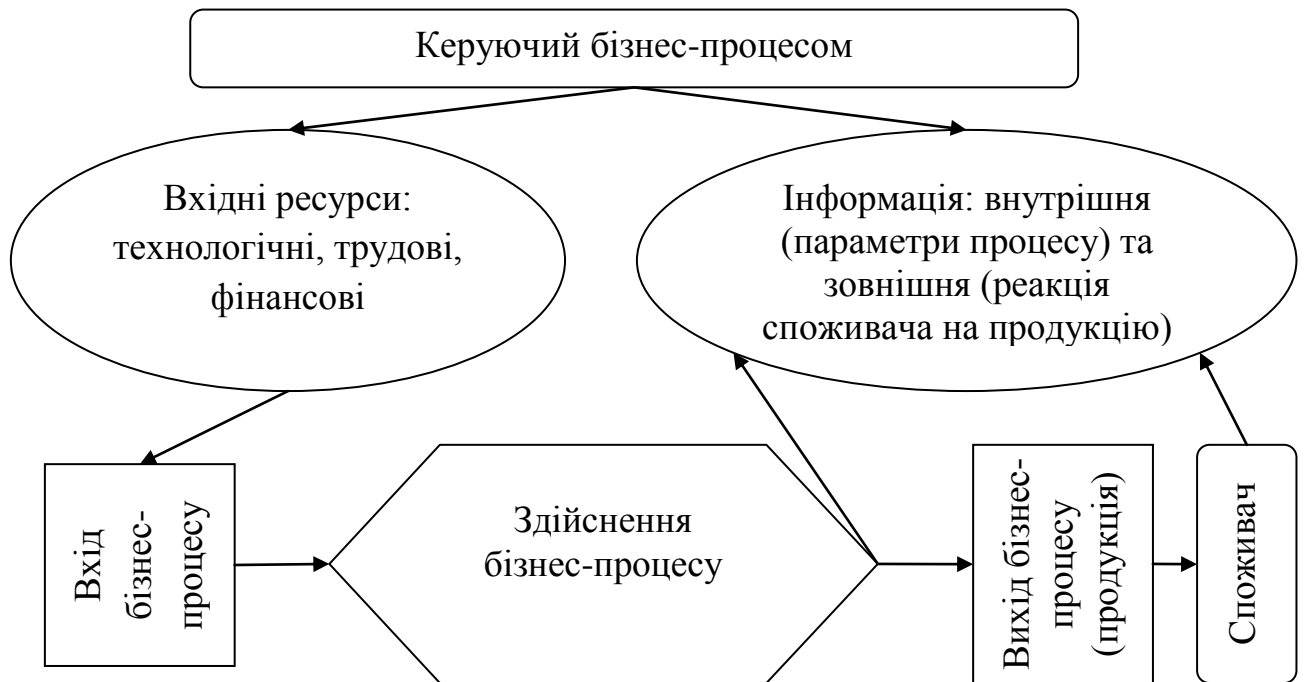 Керуючий бізнес-процесом
Вхідні ресурси:
технологічні, трудові,
фінансові
Інформація: внутрішня
(параметри процесу) та
зовнішня (реакція
споживача на продукцію)
Вхід
бізнес-
процесу
Здійснення
бізнес-процесу
Вихід бізнес-
процесу
(продукція)
Споживач